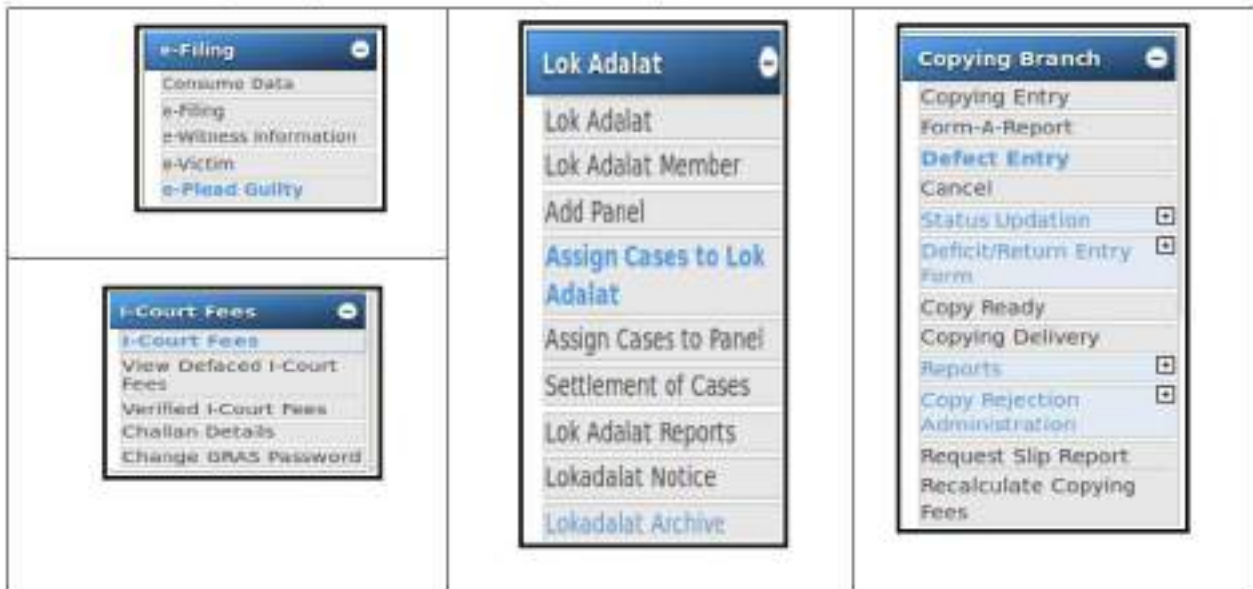 e-Filing
Consume Data
e-Filing
e-Witness Information
e-Victim
e-Plead Guilty
I-Court Fees
I-Court Fees
View Defaced I-Court
Fees
Verified I-Court Fees
Challan Details
Change GRAS Password
Lok Adalat
Lok Adalat
Lok Adalat Member
Add Panel
Assign Cases to Lok
Adalat
Assign Cases to Panel
Settlement of Cases
Lok Adalat Reports
Lokadalat Notice
Lokadalat Archive
Copying Branch
Copying Entry
Form-A-Report
Defect Entry
Cancel
Status Updation
Deficit/Return Entry
Form
Copy Ready
Copying Delivery
Reports
Copy Rejection
Administration
Request Slip Report
Recalculate Copying
Fees